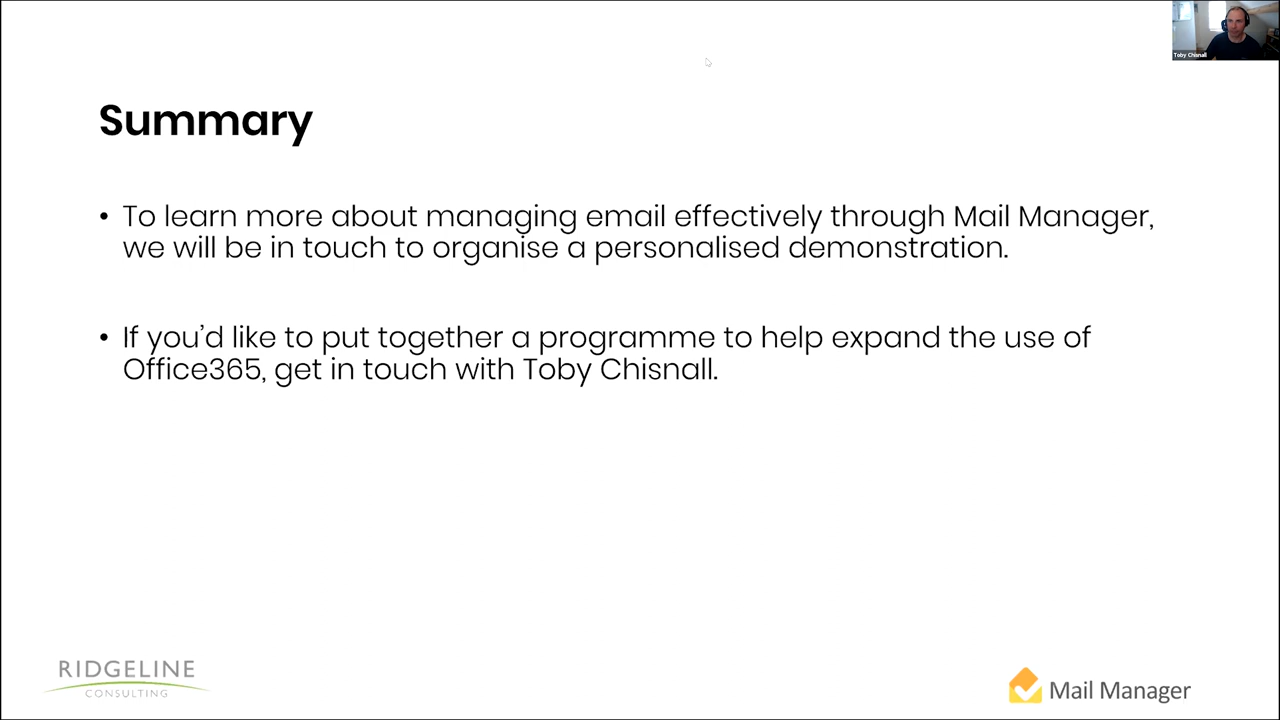 Toby Chisnall
Summary
• To learn more about managing email effectively through Mail Manager,
we will be in touch to organise a personalised demonstration.
• If you’d like to put together a programme to help expand the use of
Office365, get in touch with Toby Chisnall.
RIDGELINE
CONSULTING
Mail Manager